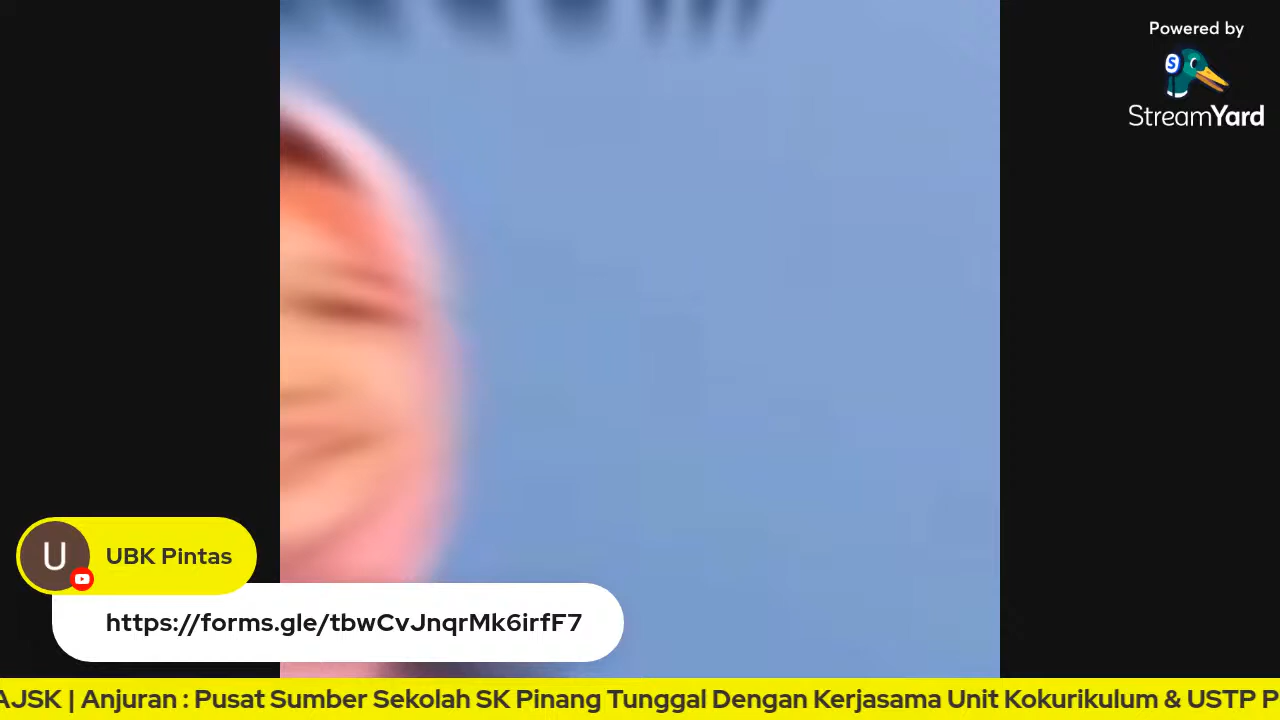 Powered by
S
StreamYard
U
UBK Pintas
https://forms.gle/tbwCvJnqrMk6irfF7
AJSK | Anjuran : Pusat Sumber Sekolah SK Pinang Tunggal Dengan Kerjasama Unit Kokurikulum & USTP P